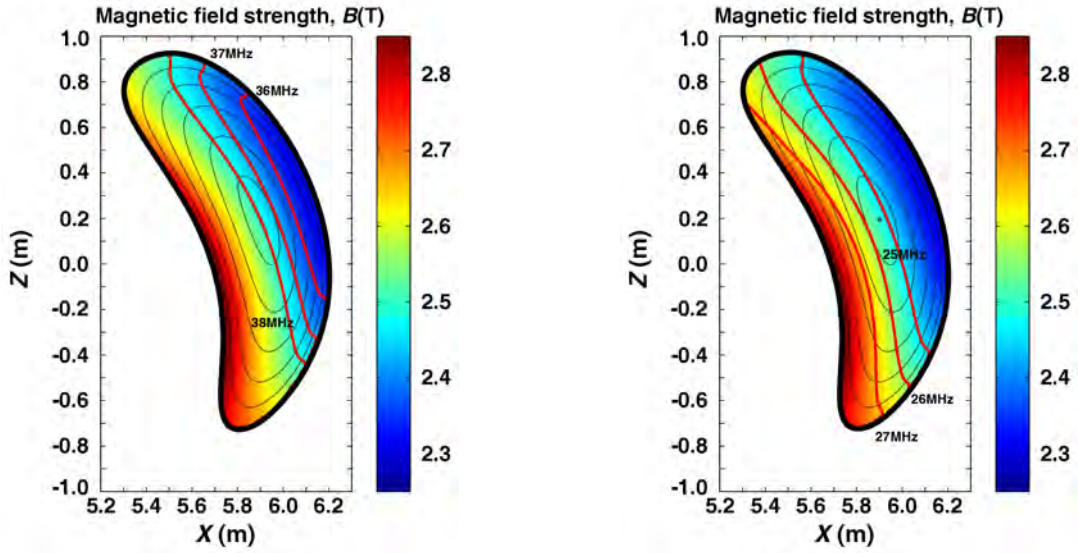 Magnetic field strength, B(T)
1.0
0.8
0.6
0.4
0.2
0.0
-0.2
-0.4
-0.6
-0.8
-1.0
Z (m)
37MHz
36MHz
38MHz
5.2 5.4 5.6 5.8 6.0 6.2
X (m)
2.8
2.7
2.6
2.5
2.4
2.3
Magnetic field strength, B(T)
1.0
0.8
0.6
0.4
0.2
0.0
-0.2
-0.4
-0.6
-0.8
-1.0
Z (m)
25MHz
26MHz
27MHz
5.2 5.4 5.6 5.8 6.0 6.2
X (m)
2.8
2.7
2.6
2.5
2.4
2.3